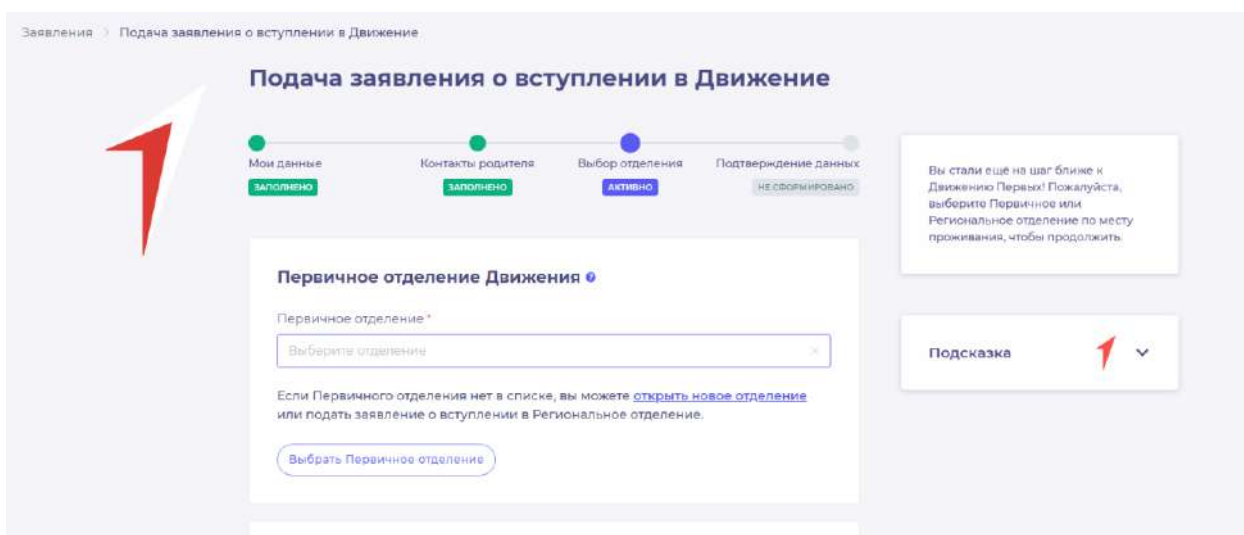 Заявления > Подача заявления о вступлении в Движение
Подача заявления о вступлении в Движение
Мои данные
ЗАПОЛНЕНО
Контакты родителя
ЗАПОЛНЕНО
Выбор отделения
АКТИВНО
Подтверждение данных
НЕ СФОРМИРОВАНО
Первичное отделение Движения
Первичное отделение *
Выберите отделение
Если Первичного отделения нет в списке, вы можете открыть новое отделение
или подать заявление о вступлении в Региональное отделение.
Выбрать Первичное отделение
Вы стали ещё на шаг ближе к
Движению Первых! Пожалуйста,
выберите Первичное или
Региональное отделение по месту
проживания, чтобы продолжить.
Подсказка